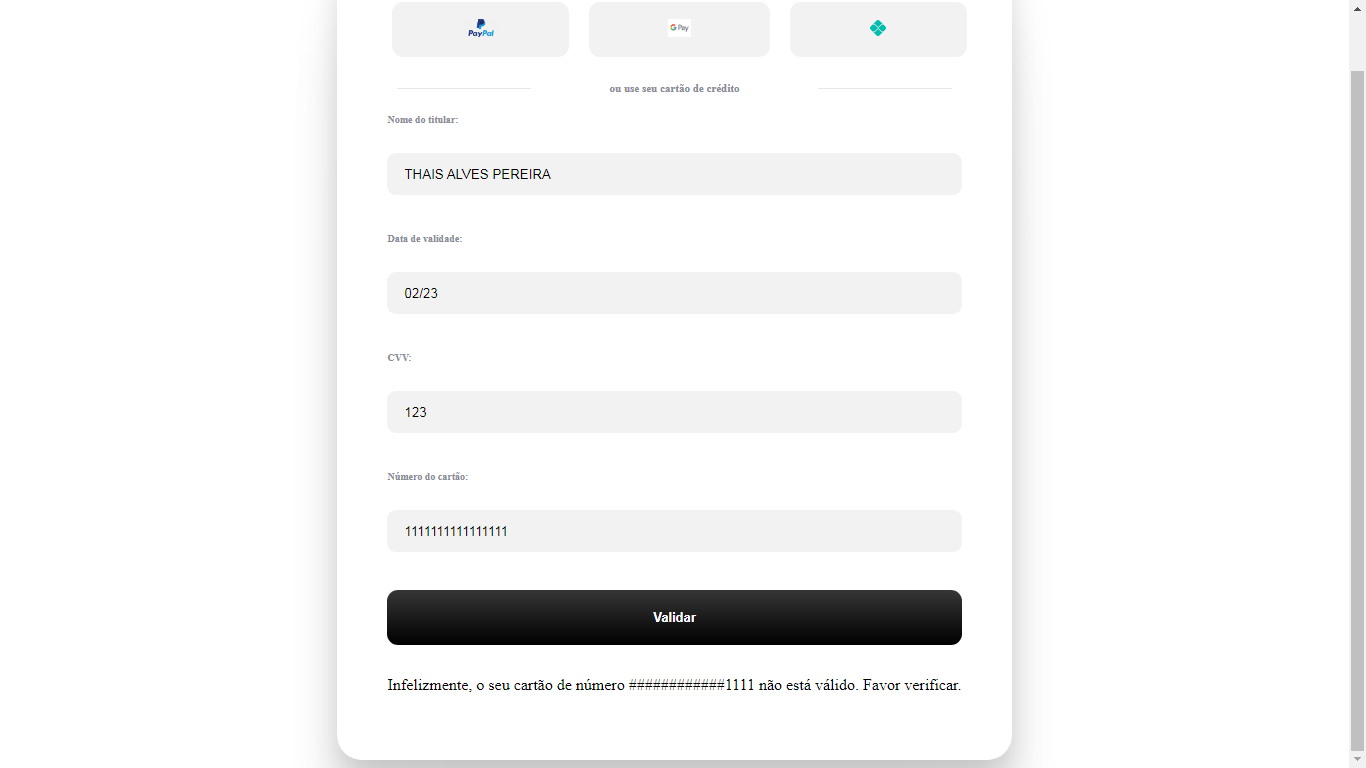 PayPal
G Pay
ou use seu cartão de crédito
Nome do titular:
THAIS ALVES PEREIRA
Data de validade:
02/23
CVV:
123
Número do cartão:
1111111111111111
Validar
Infelizmente, o seu cartão de número ############1111 não está válido. Favor verificar.